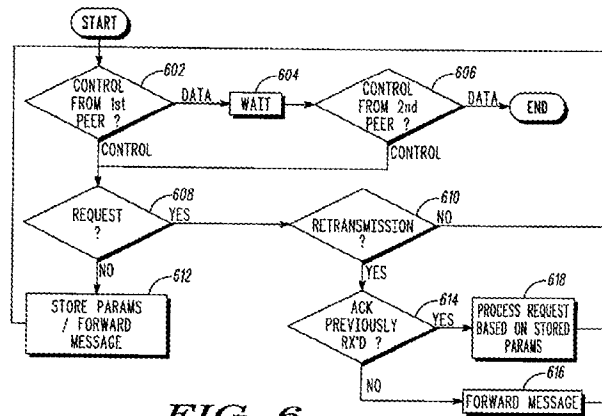 START
602
CONTROL
FROM 1st
PEER ?
DATA
604
WAIT
606
CONTROL
FROM 2nd
PEER ?
DATA
END
CONTROL
CONTROL
608
REQUEST
?
YES
610
RETRANSMISSION
?
NO
NO
YES
612
STORE PARAMS
/ FORWARD
MESSAGE
614
ACK
PREVIOUSLY
RX'D ?
YES
618
PROCESS REQUEST
BASED ON STORED
PARAMS
NO
616
FORWARD MESSAGE
FIG. 6